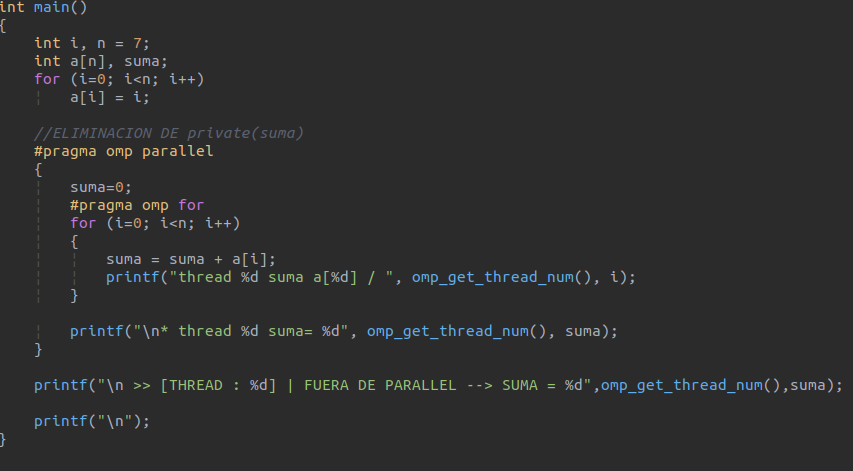 int main()
{
    int i, n = 7;
    int a[n], suma;
    for (i=0; i<n; i++)
        a[i] = i;

    //ELIMINACION DE private(suma)
    #pragma omp parallel
    {
        suma=0;
        #pragma omp for
        for (i=0; i<n; i++)
        {
            suma = suma + a[i];
            printf("thread %d suma a[%d] / ", omp_get_thread_num(), i);
        }

        printf("\n* thread %d suma= %d", omp_get_thread_num(), suma);
    }

    printf("\n >> [THREAD : %d] | FUERA DE PARALLEL --> SUMA = %d",omp_get_thread_num(),suma);

    printf("\n");
}